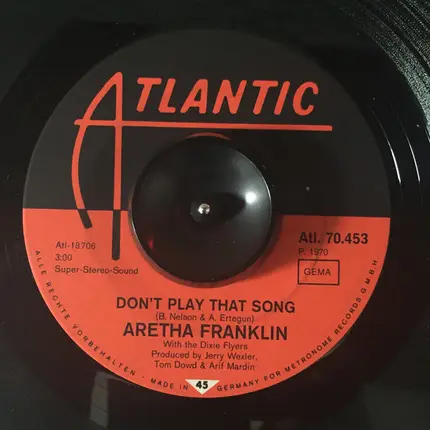 ATLANTIC
Atl-18706
3:00
Super-Stereo-Sound
Atl. 70.453
P. 1970
GEMA
DON'T PLAY THAT SONG
(B. Nelson & A. Ertegun)
ARETHA FRANKLIN
With the Dixie Flyers
Produced by Jerry Wexler,
Tom Dowd & Arif Mardin
ALLE RECHTE VORBEHALTEN - MADE IN 45 GERMANY FOR METRONOME RECORDS G.M.B.H.